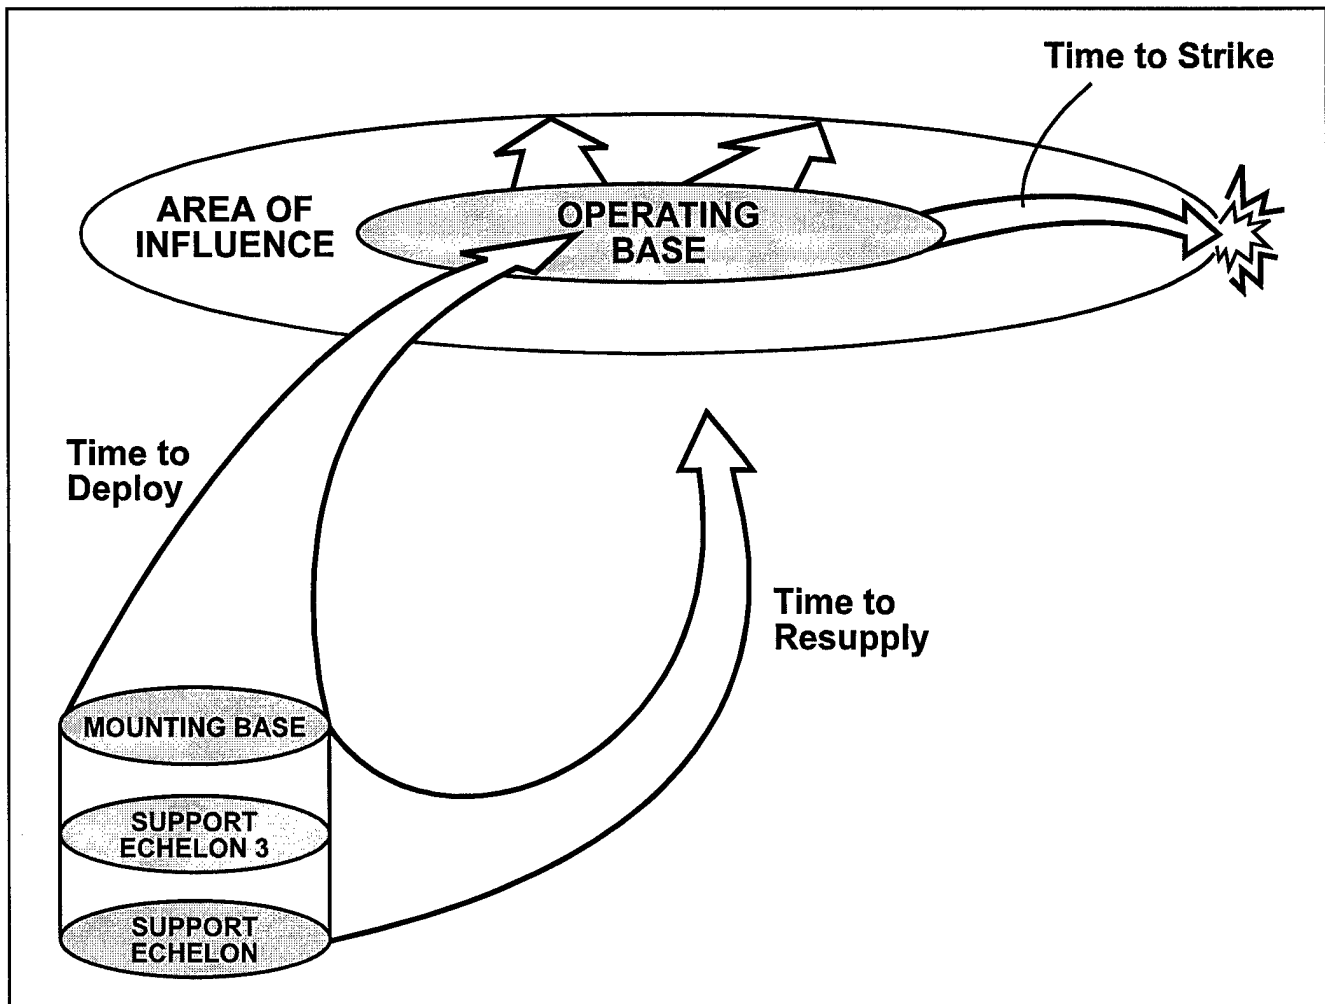 Time to Strike
AREA OF
INFLUENCE
OPERATING
BASE
Time to
Deploy
Time to
Resupply
MOUNTING BASE
SUPPORT
ECHELON 3
SUPPORT
ECHELON